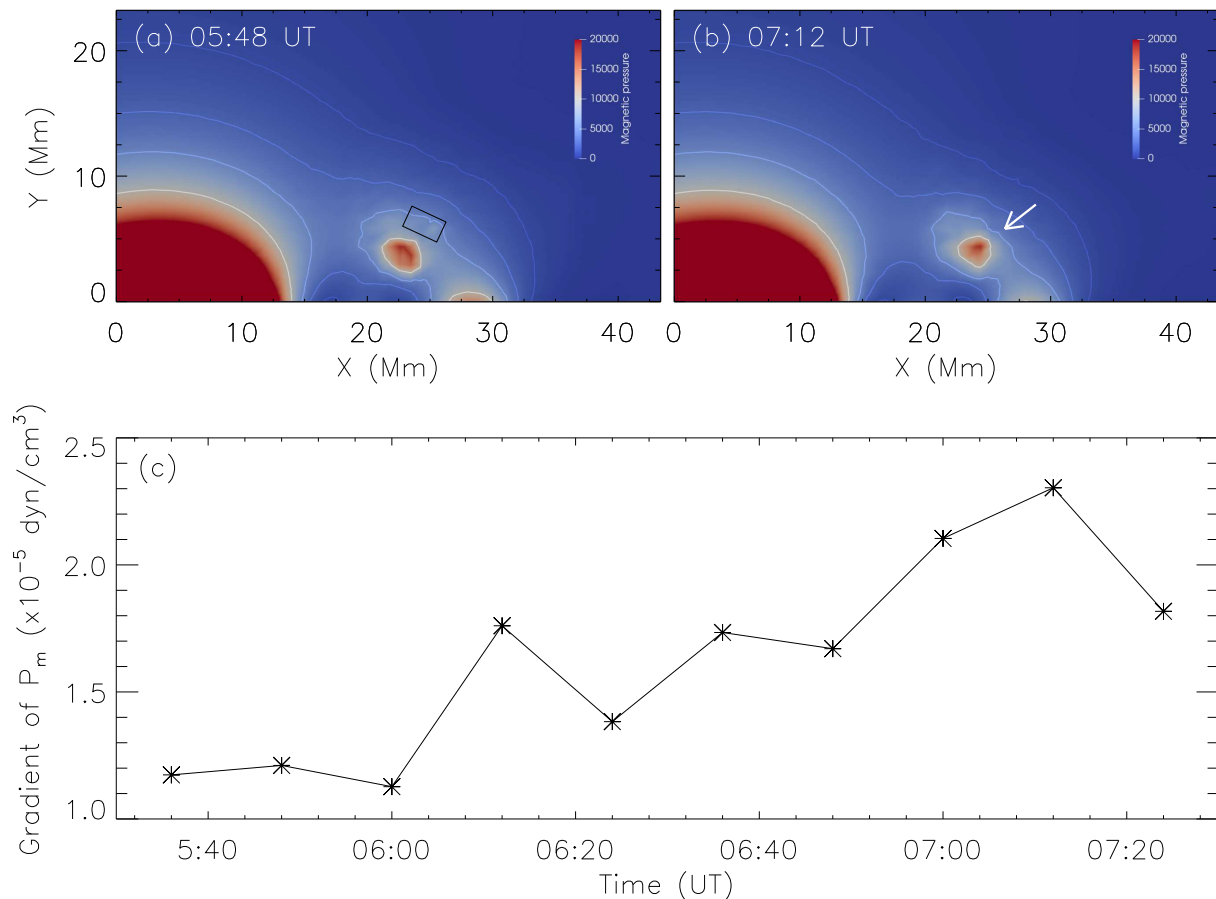 (a) 05:48 UT
20000
15000
10000
5000
0
Magnetic pressure
(b) 07:12 UT
20000
15000
10000
5000
0
Magnetic pressure
Y (Mm)
20
10
0
0 10 20 30 40
X (Mm)
0 10 20 30 40
X (Mm)
(c)
Gradient of Pₘ (x10⁻⁵ dyn/cm³)
2.5
2.0
1.5
1.0
5:40 06:00 06:20 06:40 07:00 07:20
Time (UT)